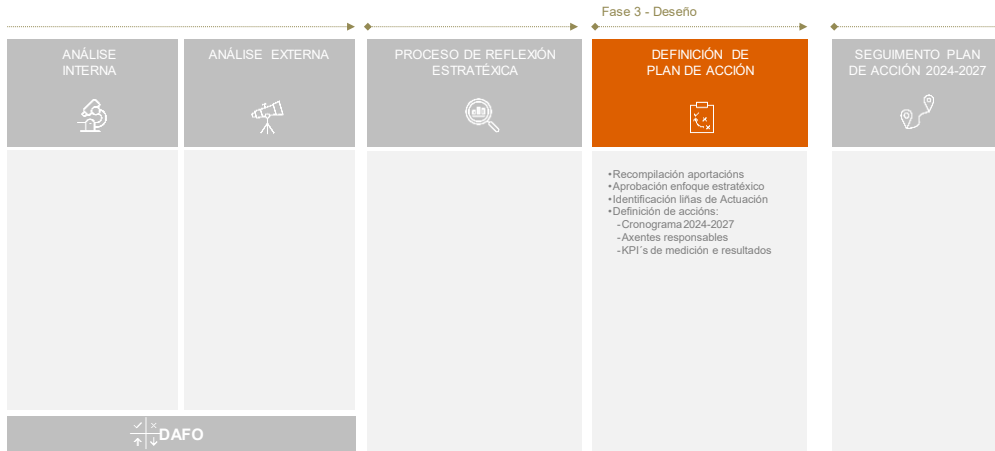 Fase 3 - Deseño
ANÁLISE
INTERNA
ANÁLISE EXTERNA
PROCESO DE REFLEXIÓN
ESTRATÉXICA
DEFINICIÓN DE
PLAN DE ACCIÓN
SEGUIMENTO PLAN
DE ACCIÓN 2024-2027
•Recompilación aportacións
•Aprobación enfoque estratéxico
•Identificación liñas de Actuación
•Definición de accións:
-Cronograma 2024-2027
-Axentes responsables
-KPI´s de medición e resultados
DAFO